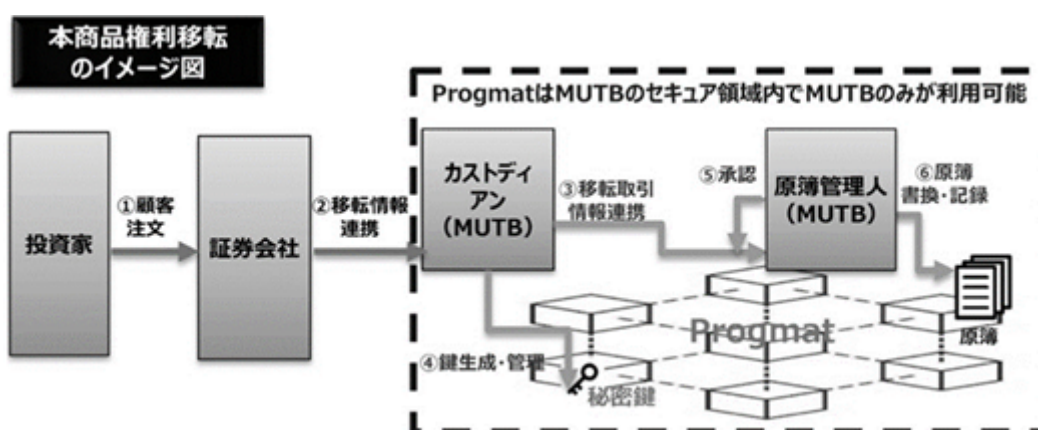 本商品権利移転
のイメージ図
ProgmatはMUTBのセキュア領域内でMUTBのみが利用可能
投資家
①顧客
注文
証券会社
②移転情報
連携
カストディ
アン
(MUTB)
③移転取引
情報連携
⑤承認
原簿管理人
(MUTB)
⑥原簿
書換・記録
原簿
Progmat
④鍵生成・管理
秘密鍵